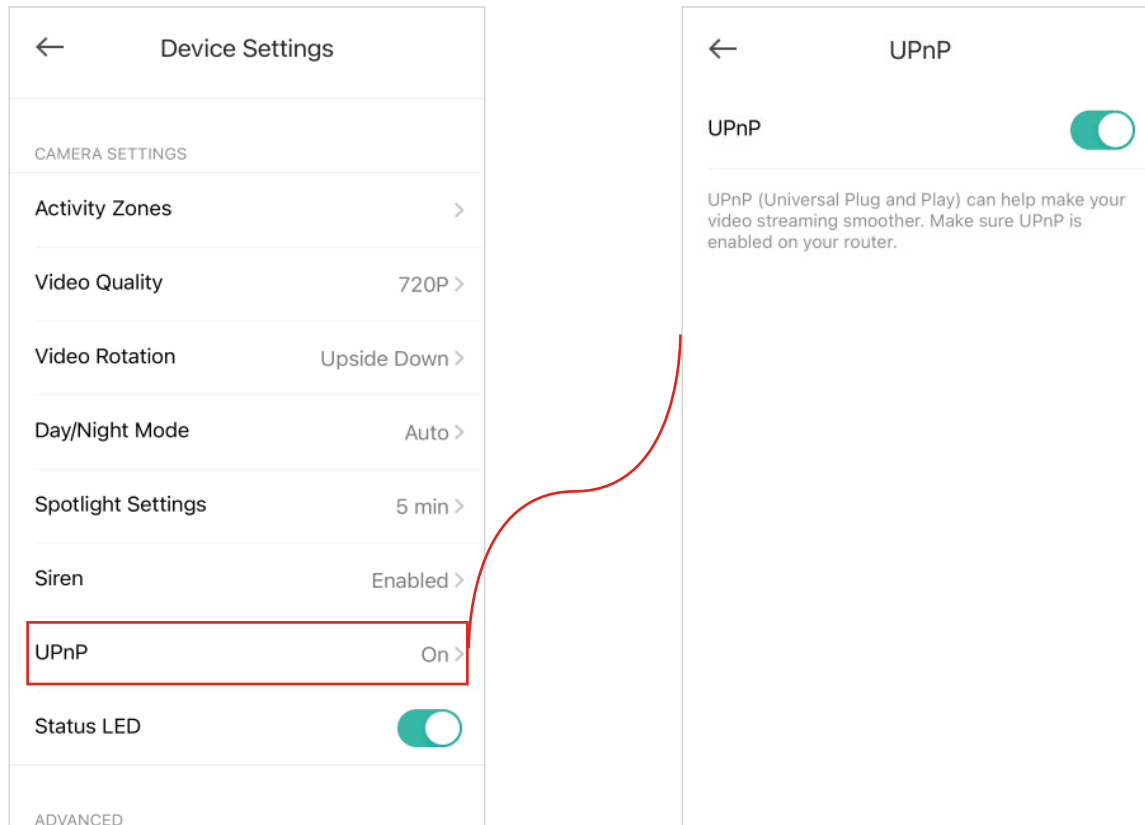 Device Settings
CAMERA SETTINGS
Activity Zones
Video Quality 720P
Video Rotation Upside Down
Day/Night Mode Auto
Spotlight Settings 5 min
Siren Enabled
UPnP On
Status LED
ADVANCED
UPnP
UPnP
UPnP (Universal Plug and Play) can help make your
video streaming smoother. Make sure UPnP is
enabled on your router.